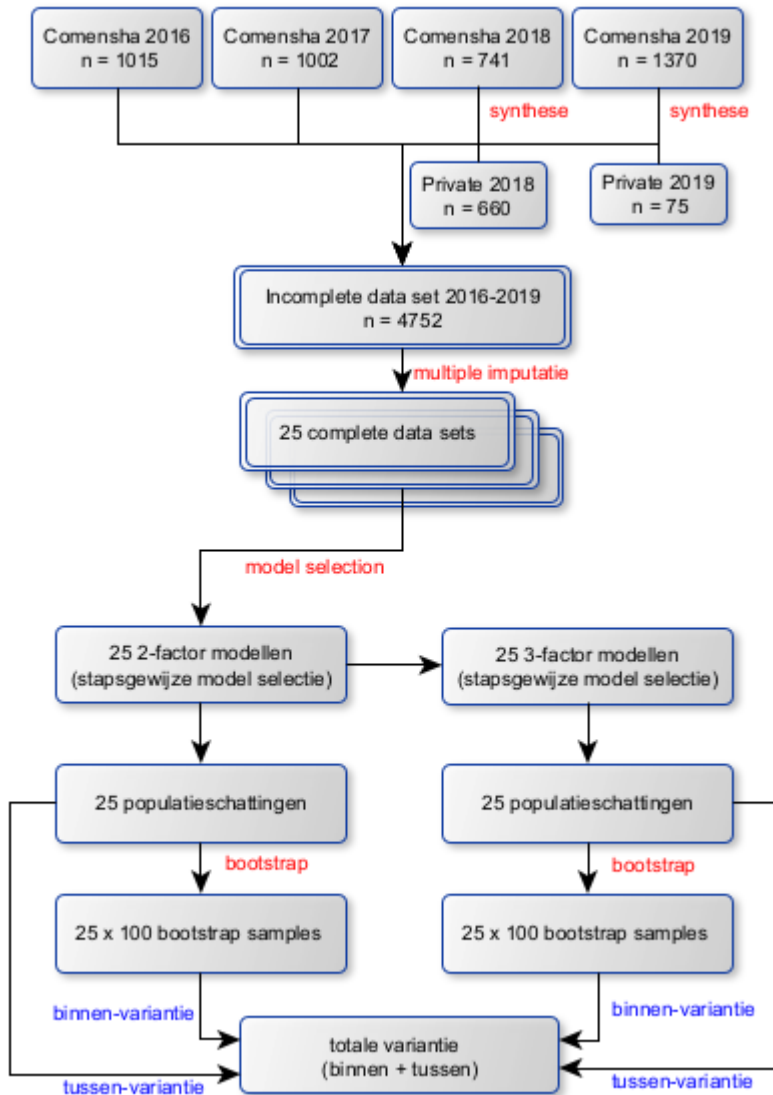 Comensha 2016
n = 1015
Comensha 2017
n = 1002
Comensha 2018
n = 741
Comensha 2019
n = 1370
synthese
synthese
Private 2018
n = 660
Private 2019
n = 75
Incomplete data set 2016-2019
n = 4752
multiple imputatie
25 complete data sets
model selection
25 2-factor modellen
(stapsgewijze model selectie)
25 3-factor modellen
(stapsgewijze model selectie)
25 populatieschattingen
25 populatieschattingen
bootstrap
bootstrap
25 x 100 bootstrap samples
25 x 100 bootstrap samples
binnen-variantie
binnen-variantie
totale variantie
(binnen + tussen)
tussen-variantie
tussen-variantie